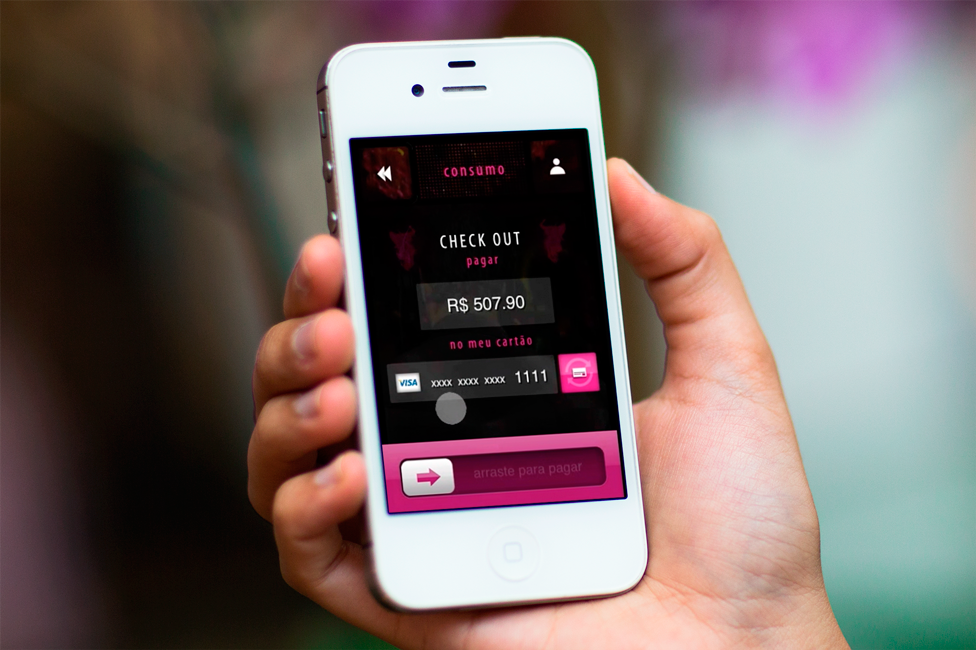 consumo
CHECK OUT
pagar
R$ 507.90
no meu cartão
VISA xxxx xxxx xxxx 1111
arraste para pagar